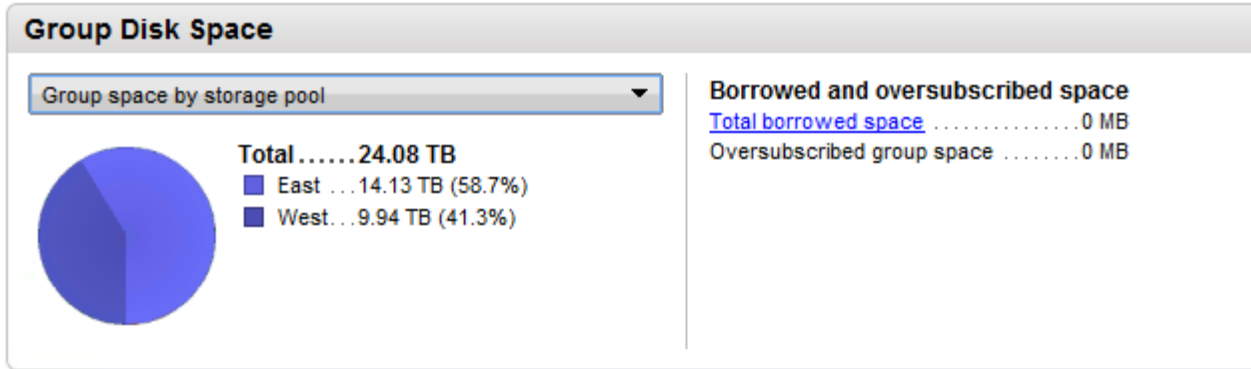 Group Disk Space
Group space by storage pool
Total......24.08 TB
East ...14.13 TB (58.7%)
West...9.94 TB (41.3%)
Borrowed and oversubscribed space
Total borrowed space ...............0 MB
Oversubscribed group space ........0 MB